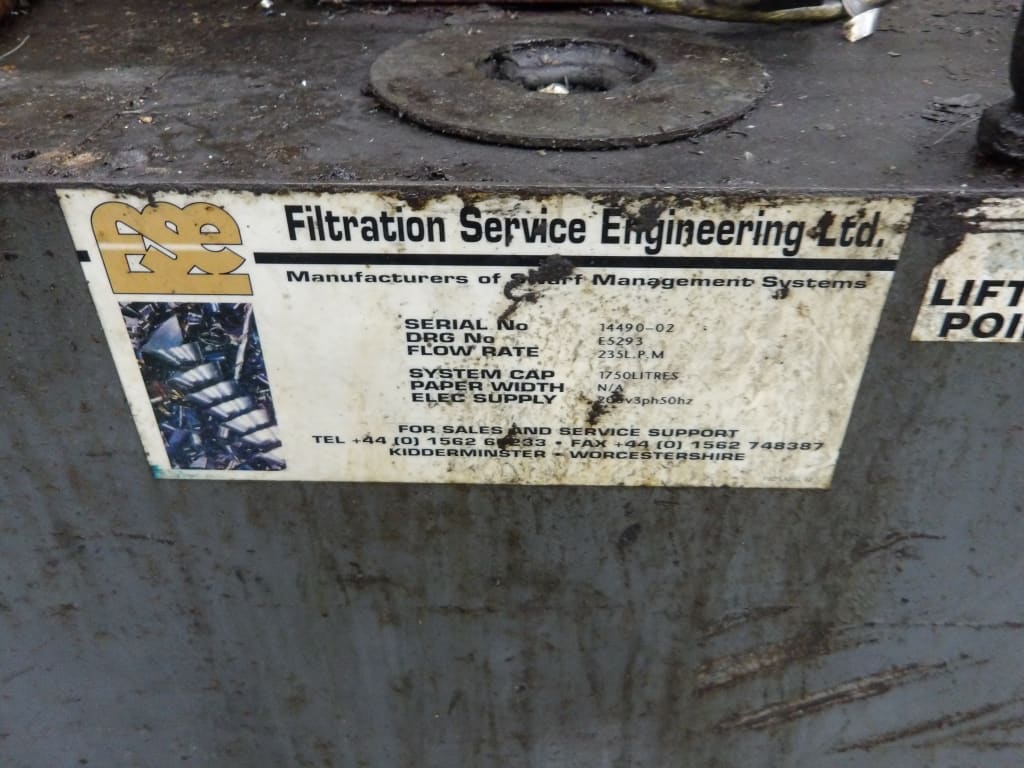 Filtration Service Engineering Ltd.
Manufacturers of Swarf Management Systems
SERIAL No 14490-02
DRG No E5293
FLOW RATE 235L.P.M
SYSTEM CAP 1750LITRES
PAPER WIDTH N/A
ELEC SUPPLY
FOR SALES AND SERVICE SUPPORT
TEL +44 (0) 1562 • FAX +44 (0) 1562 748387
KIDDERMINSTER • WORCESTERSHIRE
LIFT
POI